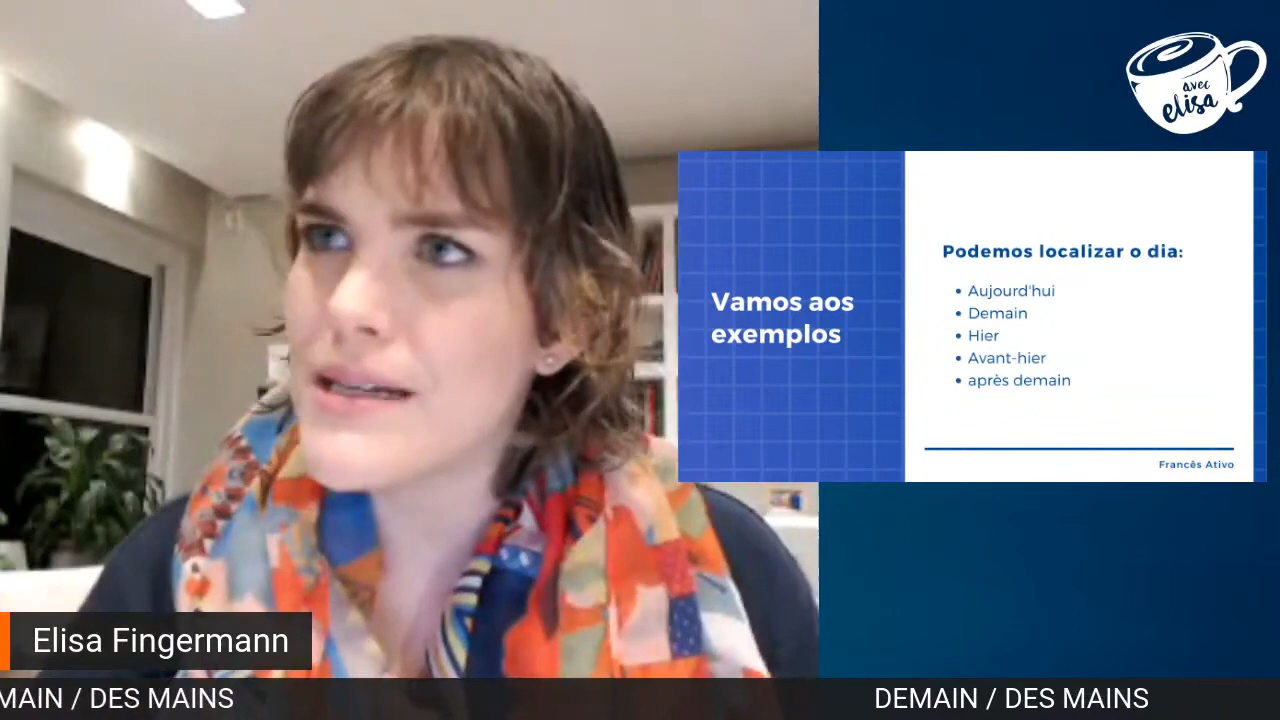 avec
elisa
Podemos localizar o dia:
Vamos aos
exemplos
Aujourd'hui
Demain
Hier
Avant-hier
après demain
Francês Ativo
Elisa Fingermann
MAIN / DES MAINS
DEMAIN / DES MAINS